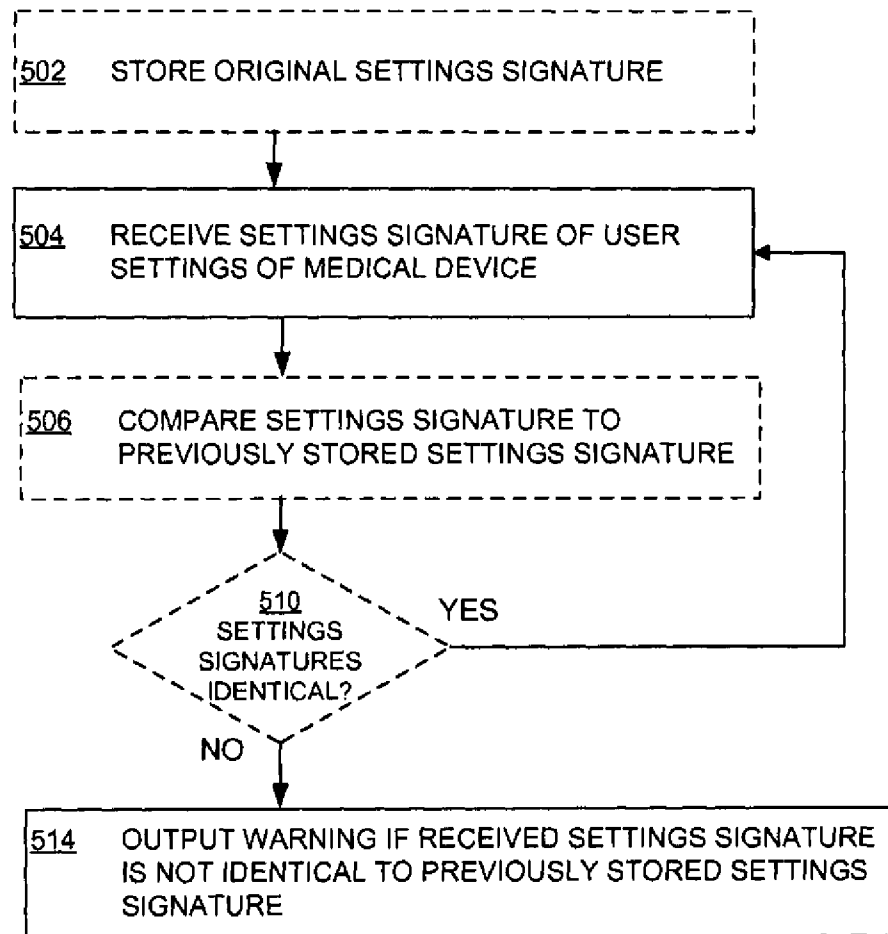 502 STORE ORIGINAL SETTINGS SIGNATURE
504 RECEIVE SETTINGS SIGNATURE OF USER
SETTINGS OF MEDICAL DEVICE
506 COMPARE SETTINGS SIGNATURE TO
PREVIOUSLY STORED SETTINGS SIGNATURE
510
SETTINGS
SIGNATURES
IDENTICAL?
YES
NO
514 OUTPUT WARNING IF RECEIVED SETTINGS SIGNATURE
IS NOT IDENTICAL TO PREVIOUSLY STORED SETTINGS
SIGNATURE